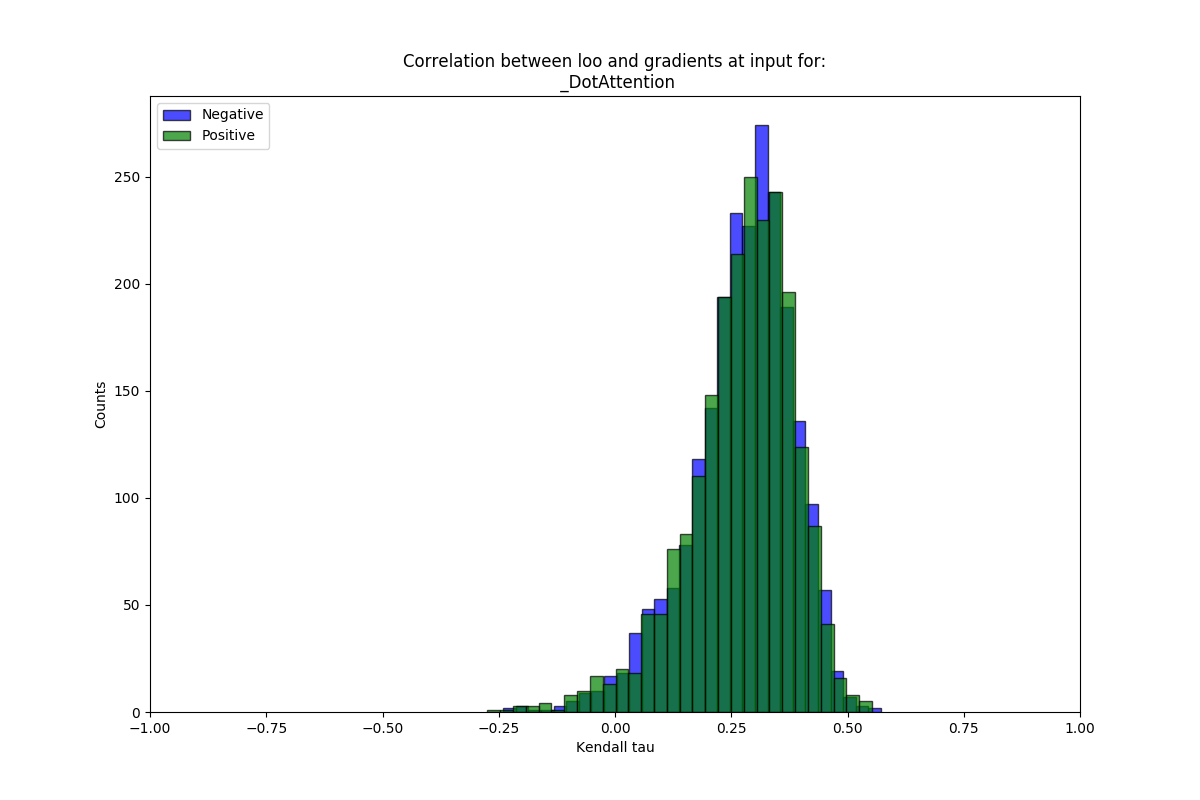 Correlation between loo and gradients at input for:
_DotAttention
Negative
Positive
250
200
150
100
50
0
Counts
−1.00 −0.75 −0.50 −0.25 0.00 0.25 0.50 0.75 1.00
Kendall tau